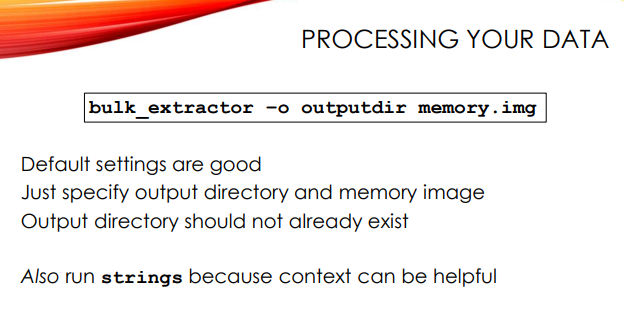 PROCESSING YOUR DATA
bulk_extractor –o outputdir memory.img
Default settings are good
Just specify output directory and memory image
Output directory should not already exist
Also run strings because context can be helpful